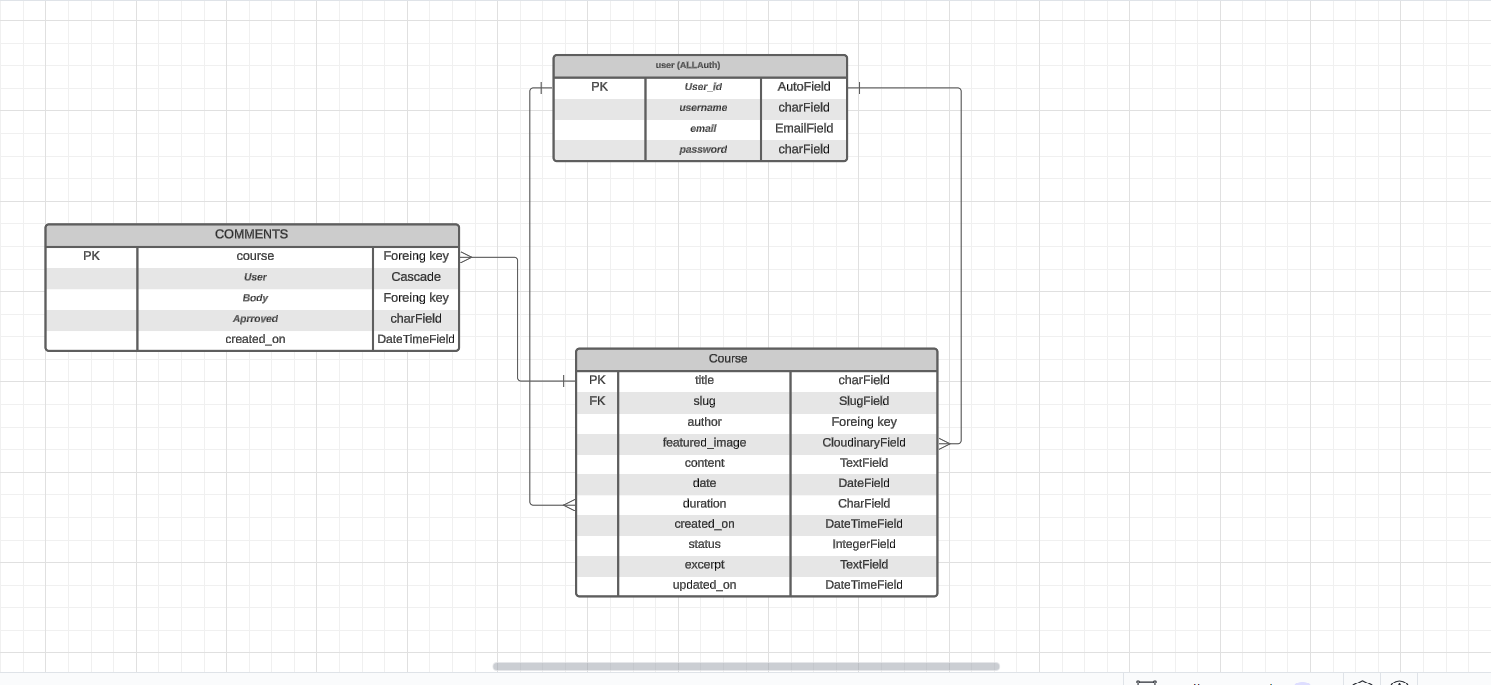 user (ALLAuth)
PK User_id AutoField
username charField
email EmailField
password charField
COMMENTS
PK course Foreing key
User Cascade
Body Foreing key
Aprroved charField
created_on DateTimeField
Course
PK title charField
FK slug SlugField
author Foreing key
featured_image CloudinaryField
content TextField
date DateField
duration CharField
created_on DateTimeField
status IntegerField
excerpt TextField
updated_on DateTimeField